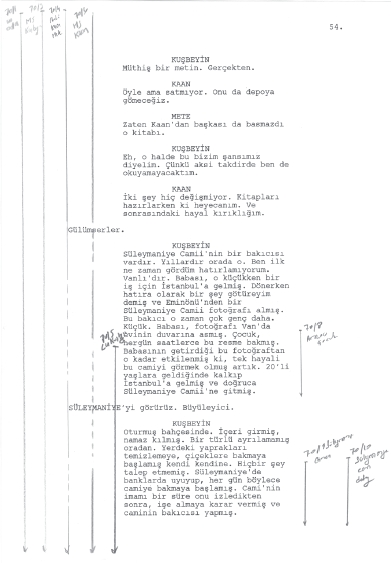 54.
KUŞBEYİN
Müthiş bir metin. Gerçekten.
KAAN
Öyle ama satmıyor. Onu da depoya
gömeceğiz.
METE
Zaten Kaan'dan başkası da basmazdı
o kitabı.
KUŞBEYİN
Eh, o halde bu bizim şansımız
diyelim. Çünkü aksi takdirde ben de
okuyamayacaktım.
KAAN
İki şey hiç değişmiyor. Kitapları
hazırlarken ki heyecanım. Ve
sonrasındaki hayal kırıklığım.
Gülümserler.
KUŞBEYİN
Süleymaniye Camii'nin bir bakıcısı
vardır. Yıllardır orada o. Ben ilk
ne zaman gördüm hatırlamıyorum.
Vanlı'dır. Babası, o küçükken bir
iş için İstanbul'a gelmiş. Dönerken
hatıra olarak bir şey götüreyim
demiş ve Eminönü'nden bir
Süleymaniye Camii fotoğrafı almış.
Bu bakıcı o zaman çok genç daha.
Küçük. Babası, fotoğrafı Van'da
evinin duvarına asmış. Çocuk,
hergün saatlerce bu resme bakmış.
Babasının getirdiği bu fotoğraftan
o kadar etkilenmiş ki, tek hayali
bu camiyi görmek olmuş artık. 20'li
yaşlara geldiğinde kalkıp
İstanbul'a gelmiş ve doğruca
Süleymaniye Camii'ne gitmiş.
SÜLEYMANİYE'yi görürüz. Büyüleyici.
KUŞBEYİN
Oturmuş bahçesinde. İçeri girmiş,
namaz kılmış. Bir türlü ayrılamamış
oradan. Yerdeki yaprakları
temizlemeye, çiçeklere bakmaya
başlamış kendi kendine. Hiçbir şey
talep etmemiş. Süleymaniye'de
banklarda uyuyup, her gün böylece
camiye bakmaya başlamış. Cami'nin
imamı bir süre onu izledikten
sonra, işe almaya karar vermiş ve
caminin bakıcısı yapmış.